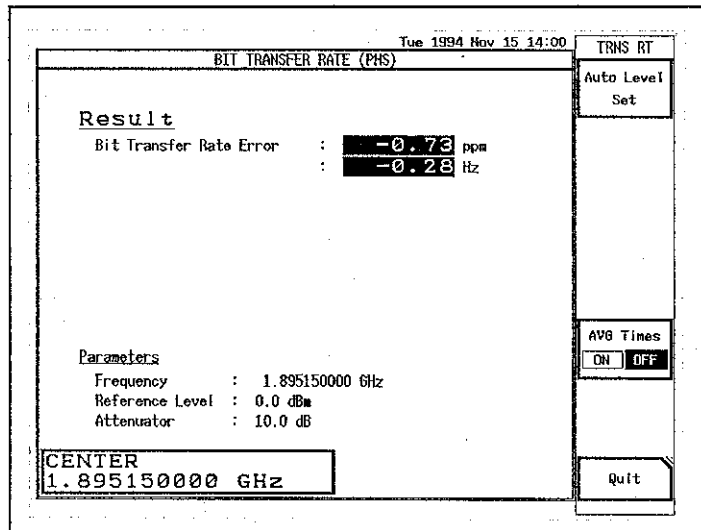 Tue 1994 Nov 15 14:00
BIT TRANSFER RATE (PHS)
Result
Bit Transfer Rate Error : -0.73 ppm
: -0.28 Hz
Parameters
Frequency : 1.895150000 GHz
Reference Level : 0.0 dBm
Attenuator : 10.0 dB
CENTER
1.895150000 GHz
TRNS RT
Auto Level
Set
AVG Times
ON OFF
Quit